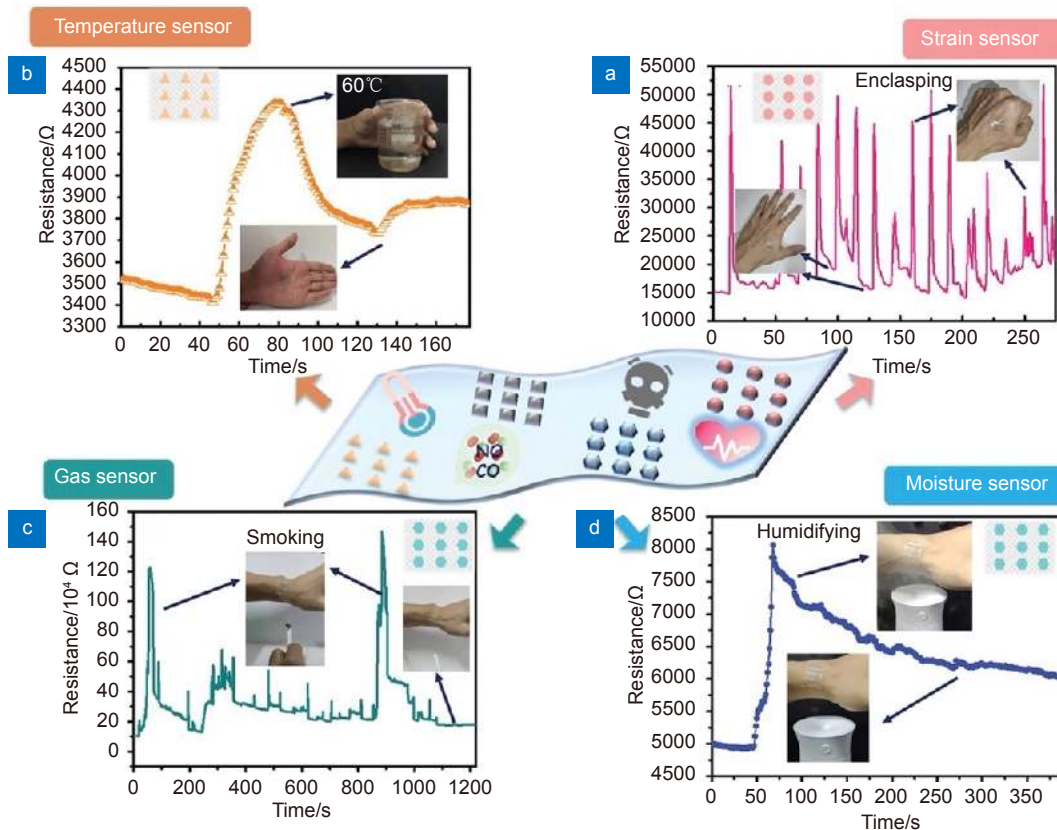 Temperature sensor
Strain sensor
b
4500
4400
4300
4200
4100
4000
3900
3800
3700
3600
3500
3400
3300
Resistance/Ω
60℃
0 20 40 60 80 100 120 140 160
Time/s
a
55000
50000
45000
40000
35000
30000
25000
20000
15000
10000
Resistance/Ω
Enclasping
0 50 100 150 200 250
Time/s
NO
CO
Gas sensor
Moisture sensor
c
160
140
120
100
80
60
40
20
0
Resistance/10⁴ Ω
Smoking
0 200 400 600 800 1000 1200
Time/s
d
8500
8000
7500
7000
6500
6000
5500
5000
4500
Resistance/Ω
Humidifying
0 50 100 150 200 250 300 350
Time/s